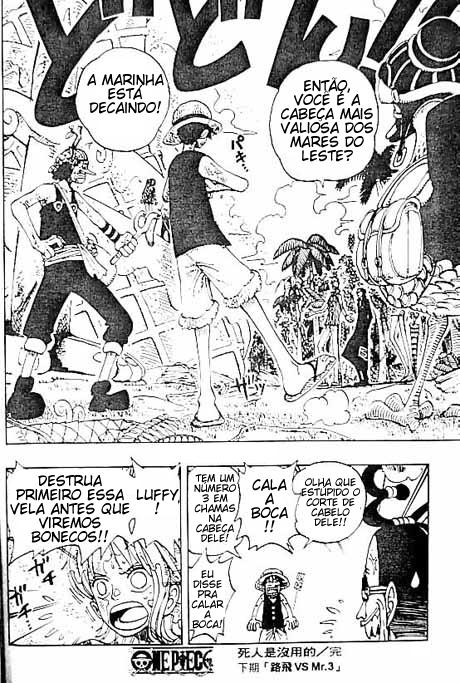 ENTÃO,
VOCÊ É A
CABEÇA MAIS
VALIOSA DOS
MARES DO
LESTE?
A MARINHA
ESTÁ
DECAINDO!
パキ
OLHA QUE
ESTÚPIDO O
CORTE DE
CABELO
DELE!!
CALA
A
BOCA
!!
TEM UM
NÚMERO
3 EM
CHAMAS
NA
CABEÇA
DELE!
EU
DISSE
PRA
CALAR A
BOCA!
LUFFY
!
DESTRUA
PRIMEIRO ESSA
VELA ANTES QUE
VIREMOS
BONECOS!!
ONE PIECE
死人是沒用的／完
下期「路飛 VS Mr.3」